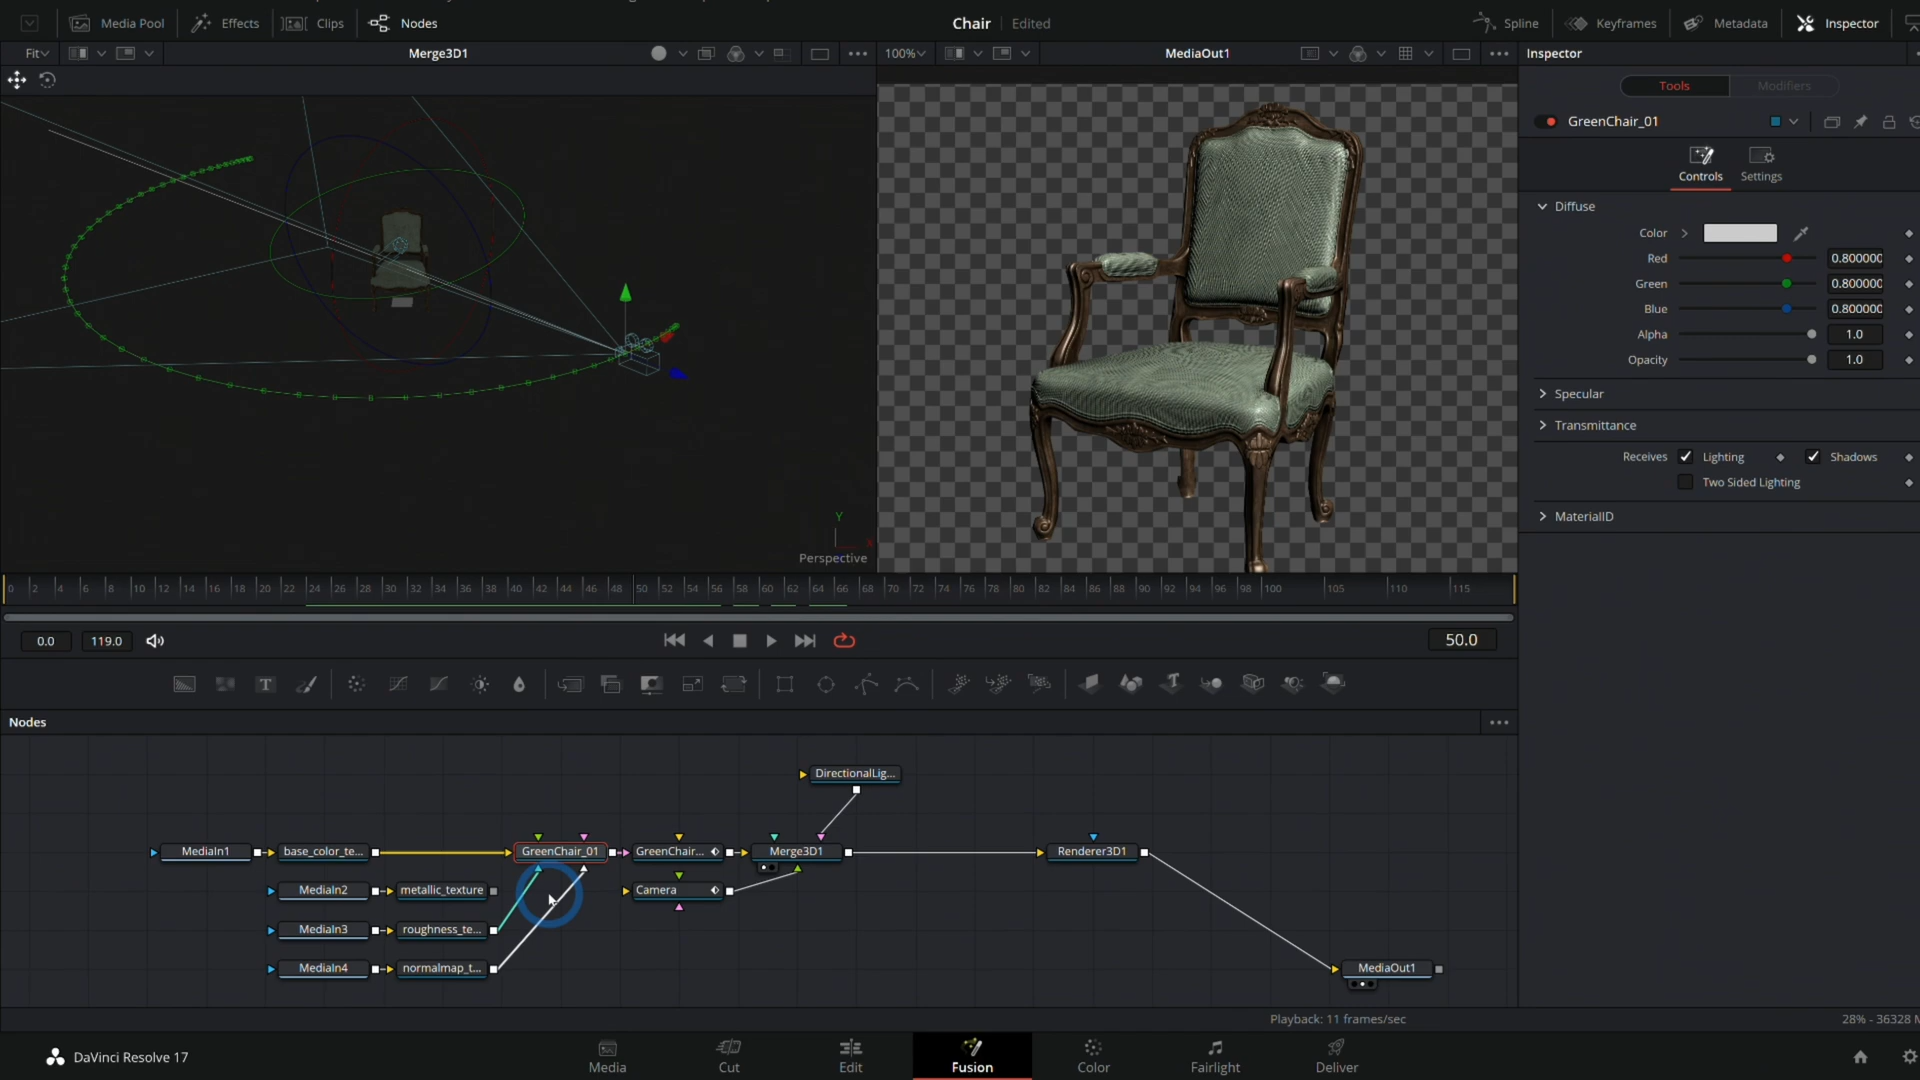 Media Pool
Effects
Clips
Nodes
Chair
Edited
Spline
Keyframes
Metadata
Inspector
Fit
Merge3D1
100%
MediaOut1
Inspector
Tools
Modifiers
GreenChair_01
Controls
Settings
Diffuse
Color
Red
0.800000
Green
0.800000
Blue
0.800000
Alpha
1.0
Opacity
1.0
Specular
Transmittance
Receives
Lighting
Shadows
Two Sided Lighting
MaterialID
Y
Perspective
0 2 4 6 8 10 12 14 16 18 20 22 24 26 28 30 32 34 36 38 40 42 44 46 48 50 52 54 56 58 60 62 64 66 68 70 72 74 76 78 80 82 84 86 88 90 92 94 96 98 100 105 110 115
0.0
119.0
50.0
Nodes
DirectionalLig...
MediaIn1
base_color_te...
GreenChair_01
GreenChair...
Merge3D1
Renderer3D1
MediaIn2
metallic_texture
Camera
MediaIn3
roughness_te...
MediaIn4
normalmap_t...
MediaOut1
Playback: 11 frames/sec
28% - 36328 M
DaVinci Resolve 17
Media
Cut
Edit
Fusion
Color
Fairlight
Deliver